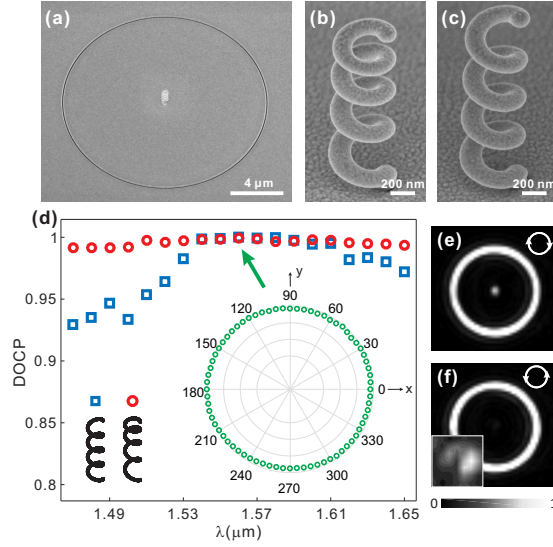 (a)
4 μm
(b)
200 nm
(c)
200 nm
(d)
DOCP
1
0.95
0.9
0.85
0.8
1.49
1.53
1.57
1.61
1.65
λ(μm)
y
x
0
30
60
90
120
150
180
210
240
270
300
330
(e)
(f)
0
1